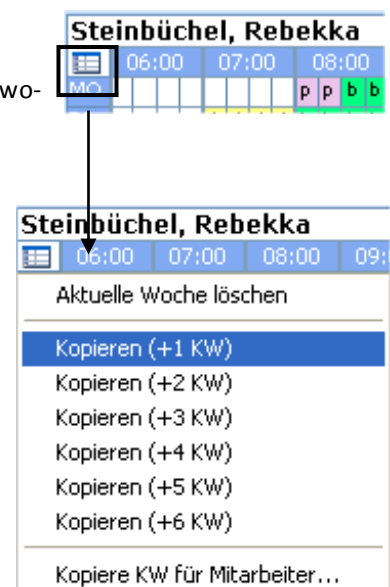 Steinbüchel, Rebekka
06:00 07:00 08:00
wo-
MO p p b b
Steinbüchel, Rebekka
06:00 07:00 08:00 09:
Aktuelle Woche löschen
Kopieren (+1 KW)
Kopieren (+2 KW)
Kopieren (+3 KW)
Kopieren (+4 KW)
Kopieren (+5 KW)
Kopieren (+6 KW)
Kopiere KW für Mitarbeiter...